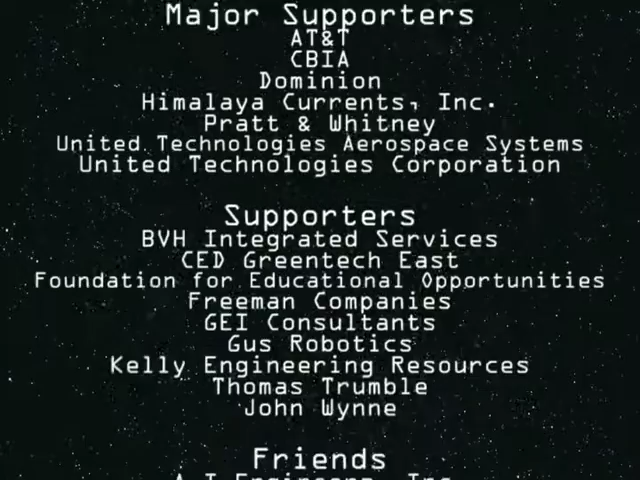 Major Supporters
AT&T
CBIA
Dominion
Himalaya Currents, Inc.
Pratt & Whitney
United Technologies Aerospace Systems
United Technologies Corporation
Supporters
BVH Integrated Services
CED Greentech East
Foundation for Educational Opportunities
Freeman Companies
GEI Consultants
Gus Robotics
Kelly Engineering Resources
Thomas Trumble
John Wynne
Friends